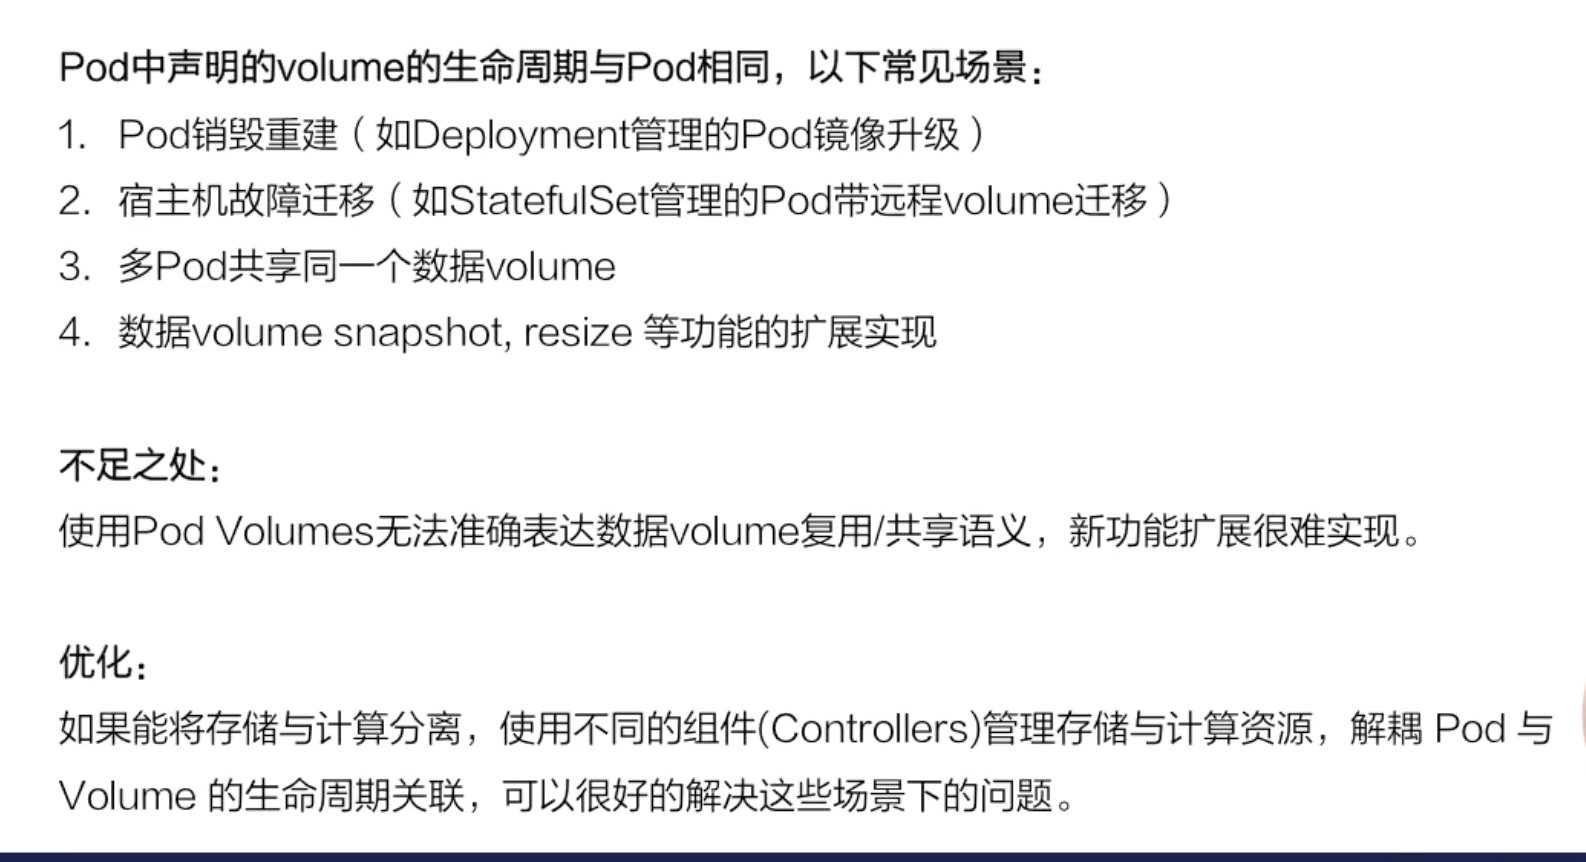 Pod中声明的volume的生命周期与Pod相同，以下常见场景：
1. Pod销毁重建（如Deployment管理的Pod镜像升级）
2. 宿主机故障迁移（如StatefulSet管理的Pod带远程volume迁移）
3. 多Pod共享同一个数据volume
4. 数据volume snapshot, resize 等功能的扩展实现
不足之处：
使用Pod Volumes无法准确表达数据volume复用/共享语义，新功能扩展很难实现。
优化：
如果能将存储与计算分离，使用不同的组件(Controllers)管理存储与计算资源，解耦 Pod 与
Volume 的生命周期关联，可以很好的解决这些场景下的问题。